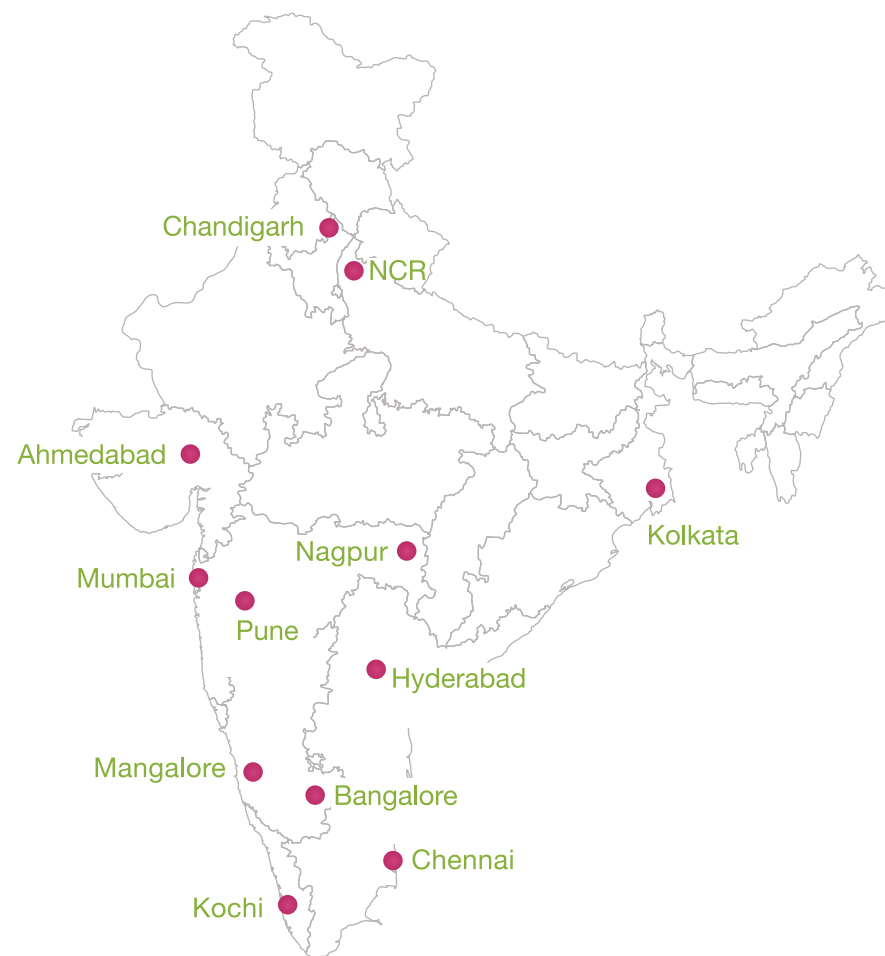 Chandigarh
NCR
Ahmedabad
Kolkata
Nagpur
Mumbai
Pune
Hyderabad
Mangalore
Bangalore
Chennai
Kochi